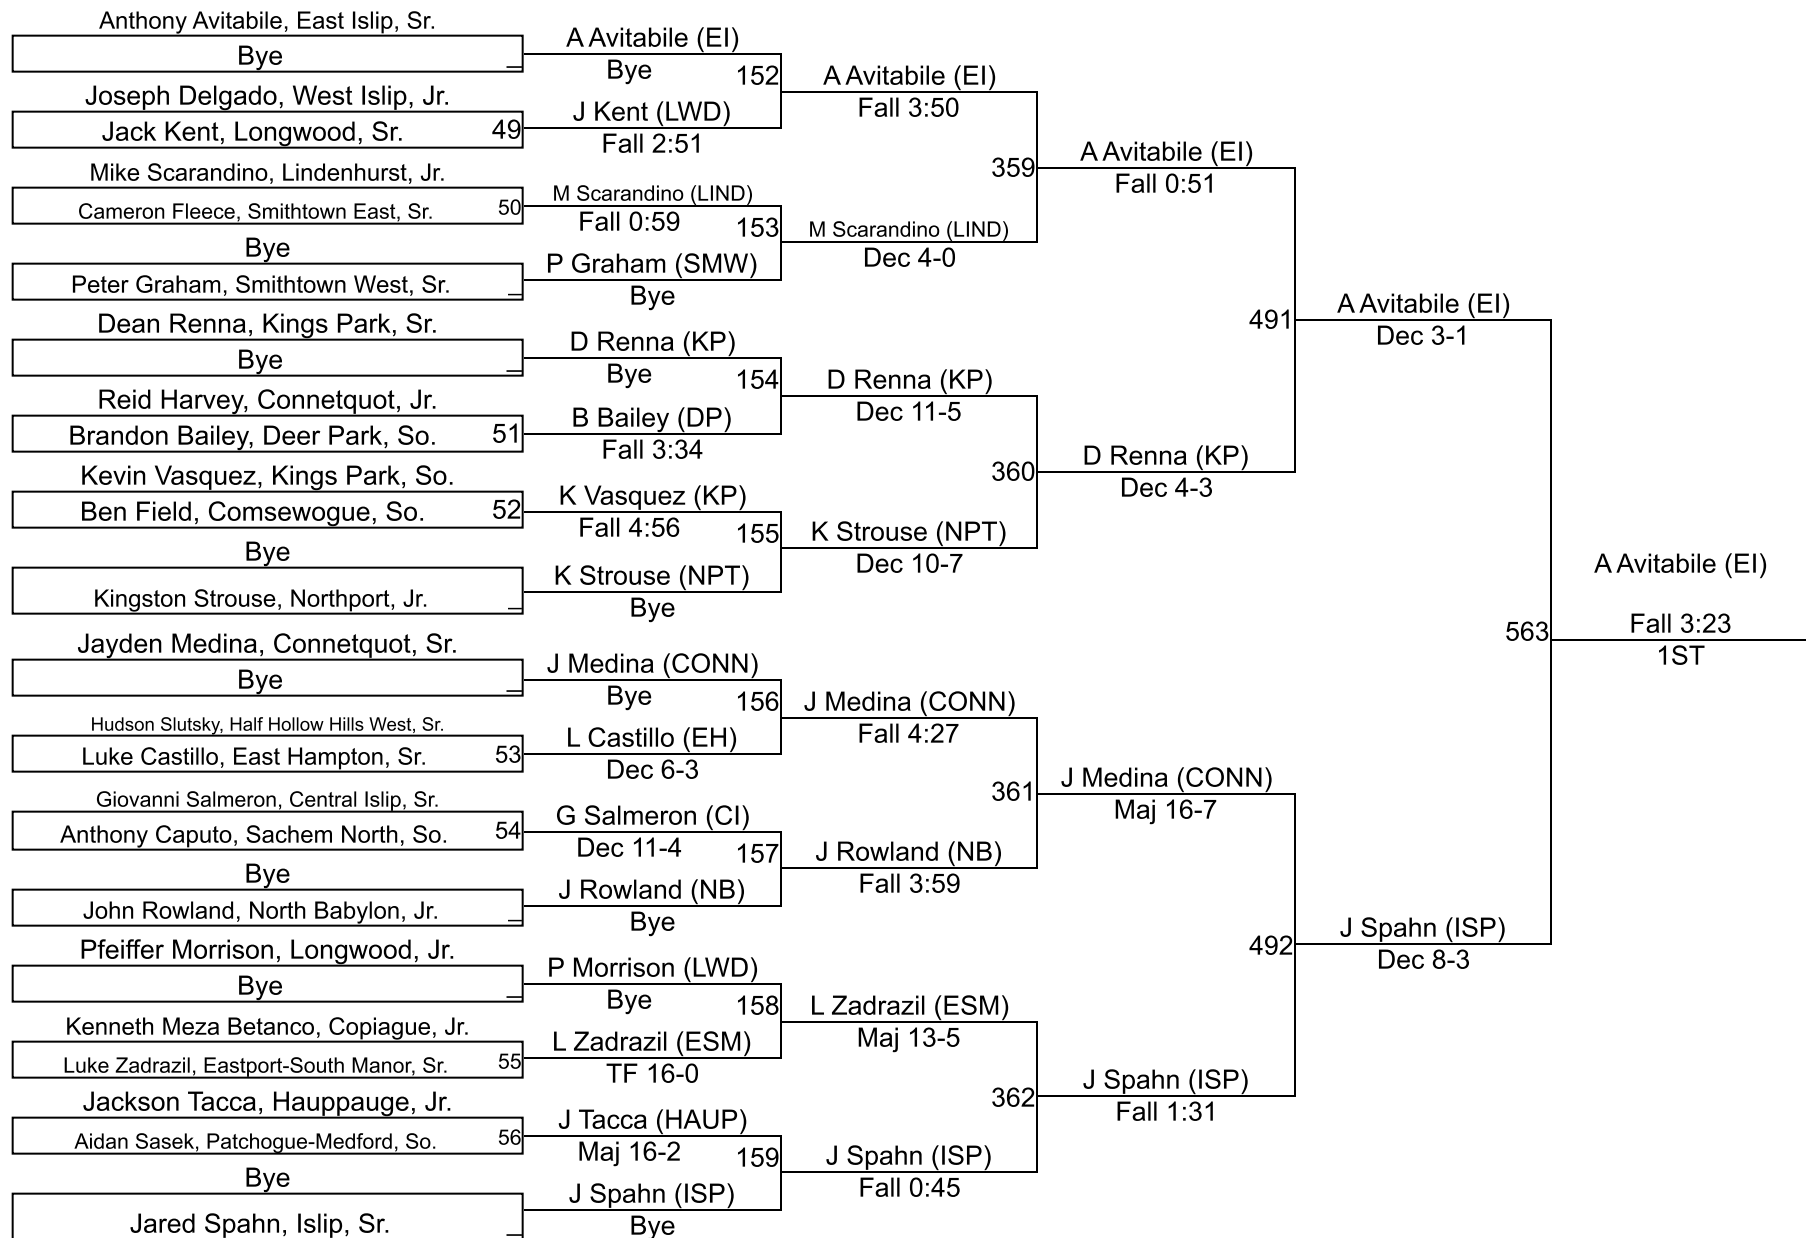 Anthony Avitabile, East Islip, Sr.
Bye _
Joseph Delgado, West Islip, Jr.
Jack Kent, Longwood, Sr. 49
Mike Scarandino, Lindenhurst, Jr.
Cameron Fleece, Smithtown East, Sr. 50
Bye
Peter Graham, Smithtown West, Sr. _
Dean Renna, Kings Park, Sr.
Bye _
Reid Harvey, Connetquot, Jr.
Brandon Bailey, Deer Park, So. 51
Kevin Vasquez, Kings Park, So.
Ben Field, Comsewogue, So. 52
Bye
Kingston Strouse, Northport, Jr. _
Jayden Medina, Connetquot, Sr.
Bye _
Hudson Slutsky, Half Hollow Hills West, Sr.
Luke Castillo, East Hampton, Sr. 53
Giovanni Salmeron, Central Islip, Sr.
Anthony Caputo, Sachem North, So. 54
Bye
John Rowland, North Babylon, Jr. _
Pfeiffer Morrison, Longwood, Jr.
Bye _
Kenneth Meza Betanco, Copiague, Jr.
Luke Zadrazil, Eastport-South Manor, Sr. 55
Jackson Tacca, Hauppauge, Jr.
Aidan Sasek, Patchogue-Medford, So. 56
Bye
Jared Spahn, Islip, Sr. _
A Avitabile (EI)
Bye
152
J Kent (LWD)
Fall 2:51
M Scarandino (LIND)
Fall 0:59
153
P Graham (SMW)
Bye
D Renna (KP)
Bye
154
B Bailey (DP)
Fall 3:34
K Vasquez (KP)
Fall 4:56
155
K Strouse (NPT)
Bye
J Medina (CONN)
Bye
156
L Castillo (EH)
Dec 6-3
G Salmeron (CI)
Dec 11-4
157
J Rowland (NB)
Bye
P Morrison (LWD)
Bye
158
L Zadrazil (ESM)
TF 16-0
J Tacca (HAUP)
Maj 16-2
159
J Spahn (ISP)
Bye
A Avitabile (EI)
Fall 3:50
359
M Scarandino (LIND)
Dec 4-0
D Renna (KP)
Dec 11-5
360
K Strouse (NPT)
Dec 10-7
J Medina (CONN)
Fall 4:27
361
J Rowland (NB)
Fall 3:59
L Zadrazil (ESM)
Maj 13-5
362
J Spahn (ISP)
Fall 0:45
A Avitabile (EI)
Fall 0:51
491
D Renna (KP)
Dec 4-3
J Medina (CONN)
Maj 16-7
492
J Spahn (ISP)
Fall 1:31
A Avitabile (EI)
Dec 3-1
563
J Spahn (ISP)
Dec 8-3
A Avitabile (EI)
Fall 3:23
1ST